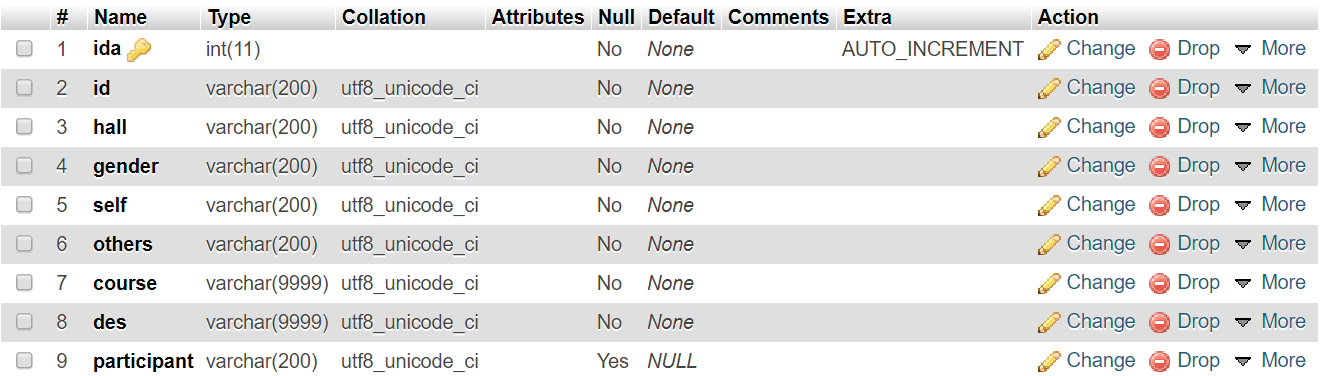 # Name Type Collation Attributes Null Default Comments Extra Action
1 ida int(11) No None AUTO_INCREMENT Change Drop More
2 id varchar(200) utf8_unicode_ci No None Change Drop More
3 hall varchar(200) utf8_unicode_ci No None Change Drop More
4 gender varchar(200) utf8_unicode_ci No None Change Drop More
5 self varchar(200) utf8_unicode_ci No None Change Drop More
6 others varchar(200) utf8_unicode_ci No None Change Drop More
7 course varchar(9999) utf8_unicode_ci No None Change Drop More
8 des varchar(9999) utf8_unicode_ci No None Change Drop More
9 participant varchar(200) utf8_unicode_ci Yes NULL Change Drop More